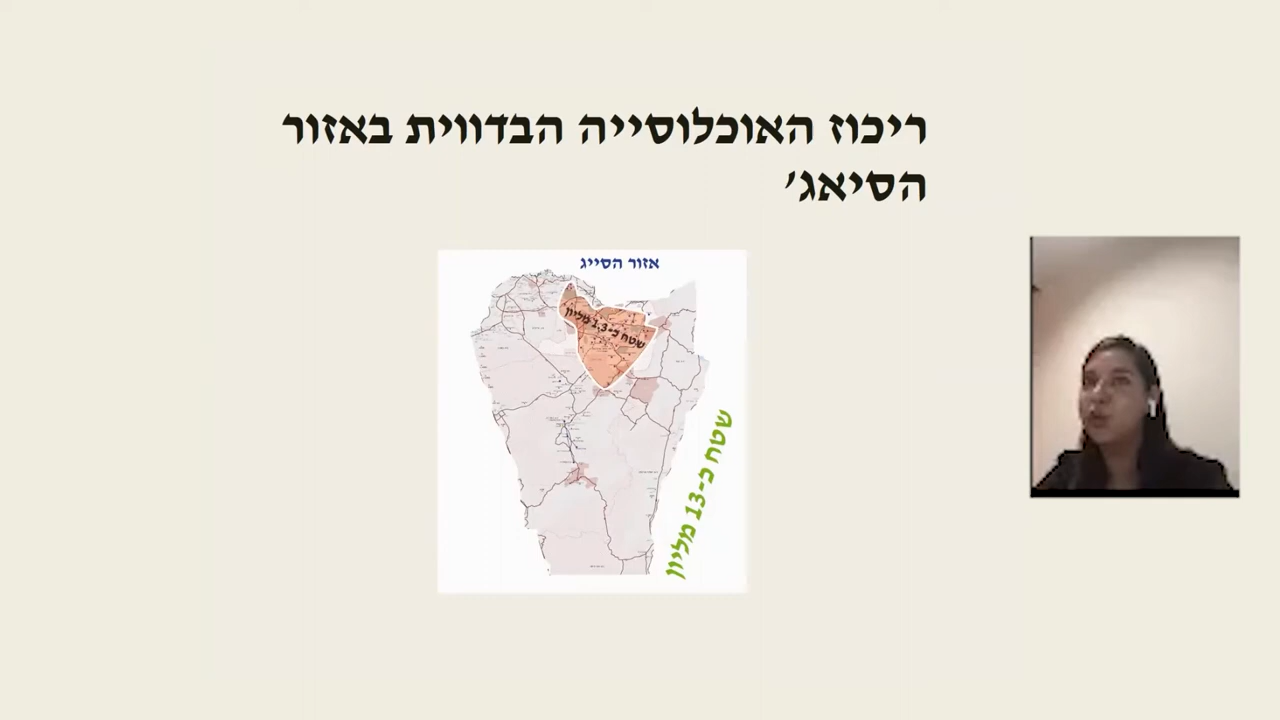 ריכוז האוכלוסייה הבדווית באזור
הסיאג'
אזור הסייג
שטח כ-1.3 מליון
שטח כ-13 מליון